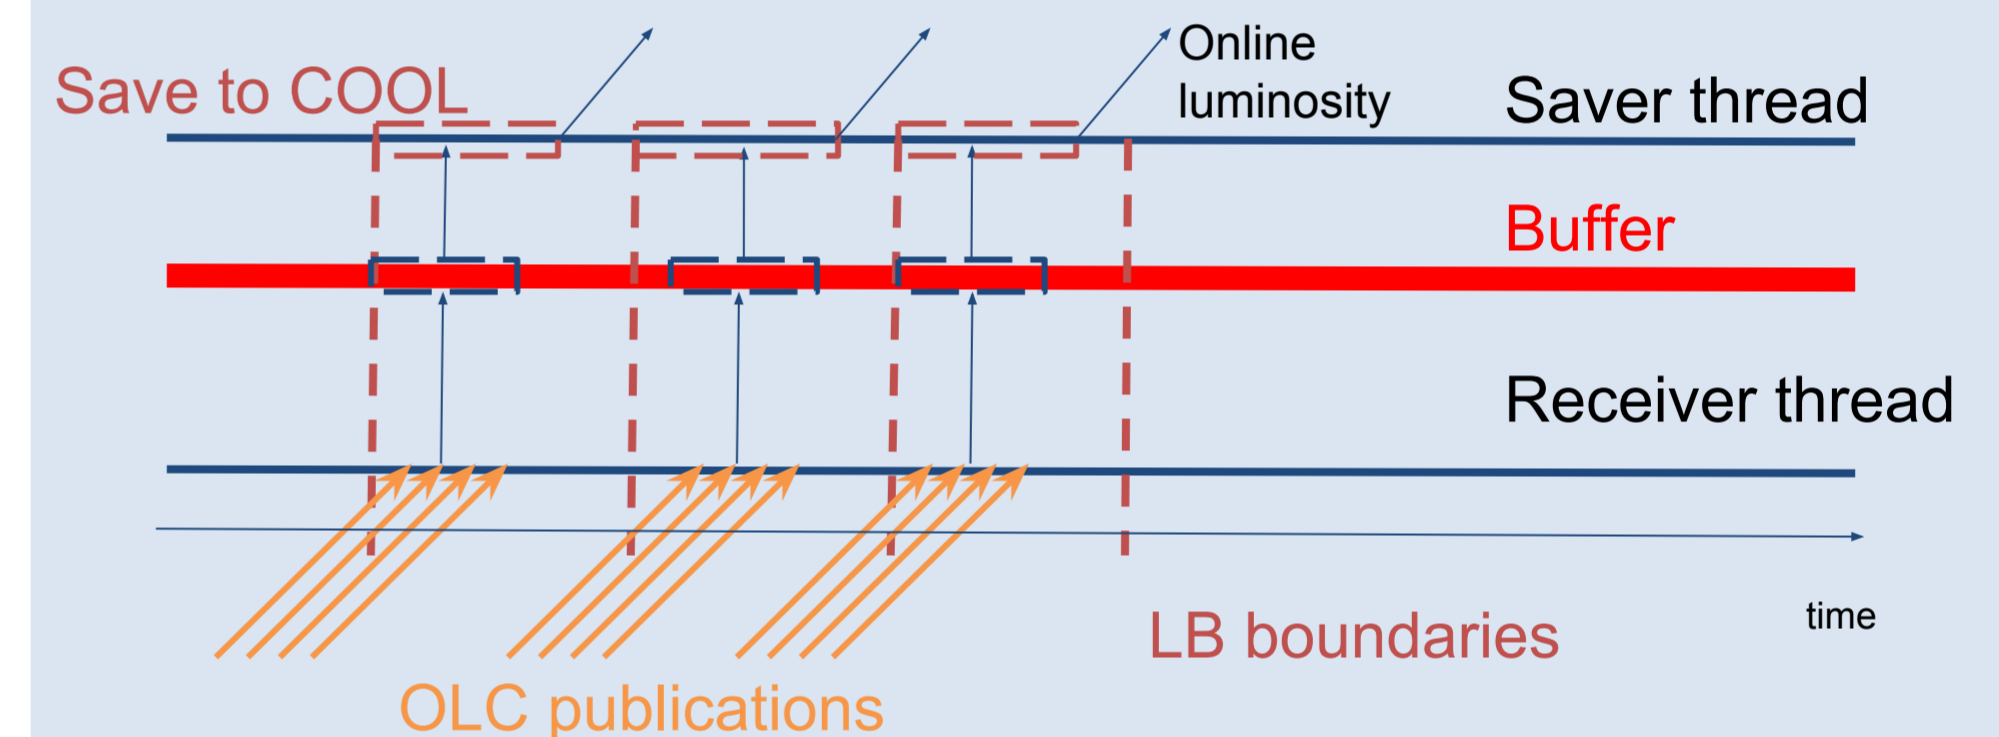 Online
luminosity
Save to COOL
Saver thread
Buffer
Receiver thread
time
LB boundaries
OLC publications